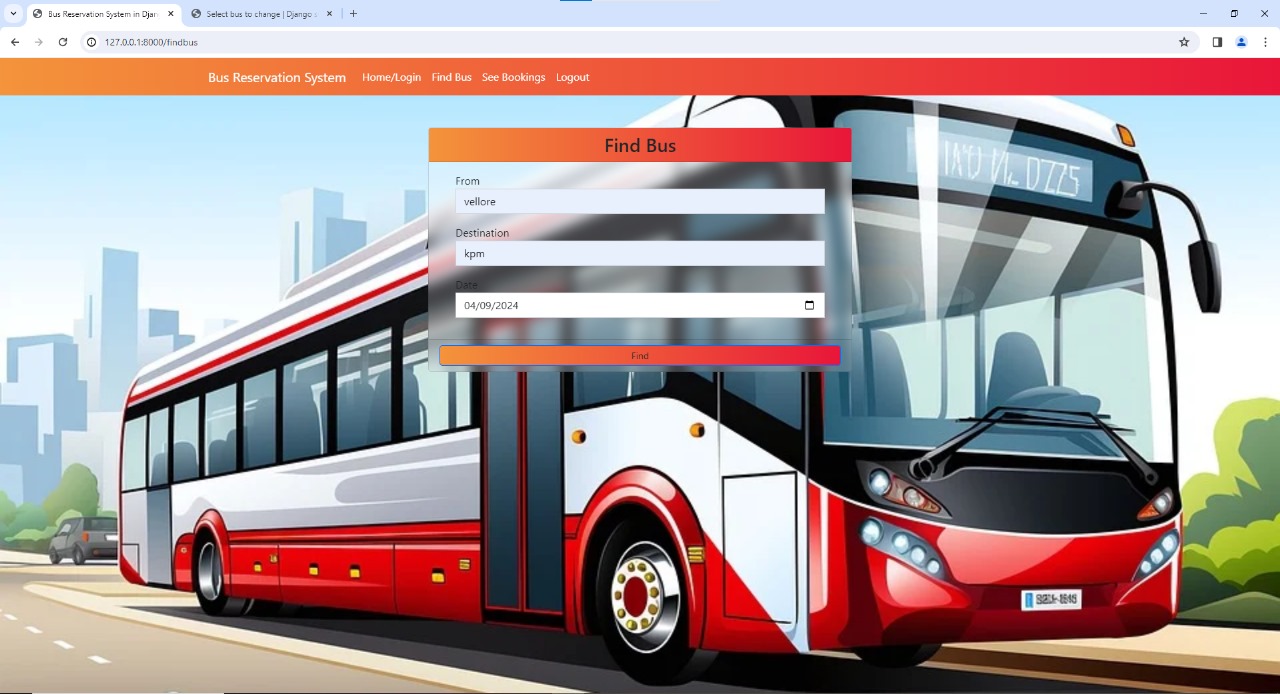 Bus Reservation System in Djan
Select bus to change | Django s
127.0.0.1:8000/findbus
Bus Reservation System Home/Login Find Bus See Bookings Logout
Find Bus
From
vellore
Destination
kpm
Date
04/09/2024
Find